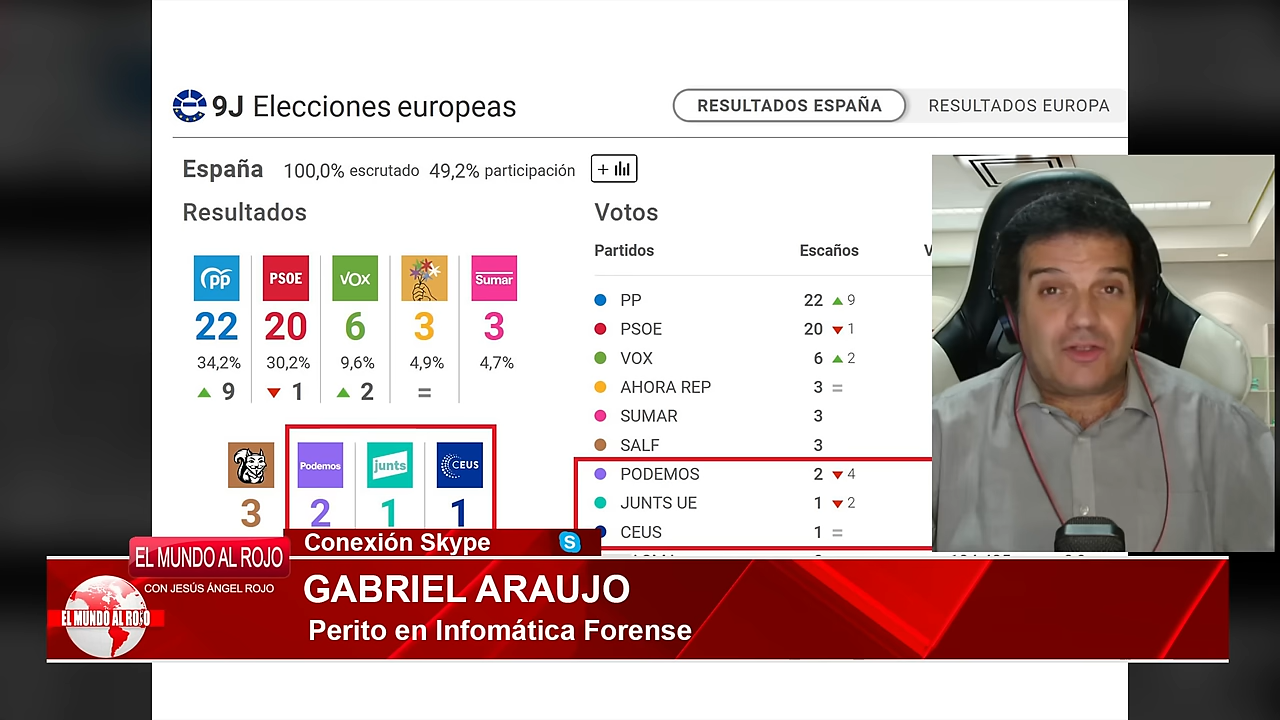 9J Elecciones europeas
RESULTADOS ESPAÑA
RESULTADOS EUROPA
España 100,0% escrutado 49,2% participación
Resultados
PP PSOE VOX Sumar
22 20 6 3 3
34,2% 30,2% 9,6% 4,9% 4,7%
9 1 2 =
Podemos junts CEUS
3 2 1 1
Votos
Partidos Escaños V
PP 22 9
PSOE 20 1
VOX 6 2
AHORA REP 3 =
SUMAR 3
SALF 3
PODEMOS 2 4
JUNTS UE 1 2
CEUS 1 =
Conexión Skype
EL MUNDO AL ROJO
CON JESÚS ÁNGEL ROJO
EL MUNDO AL ROJO
GABRIEL ARAUJO
Perito en Infomática Forense